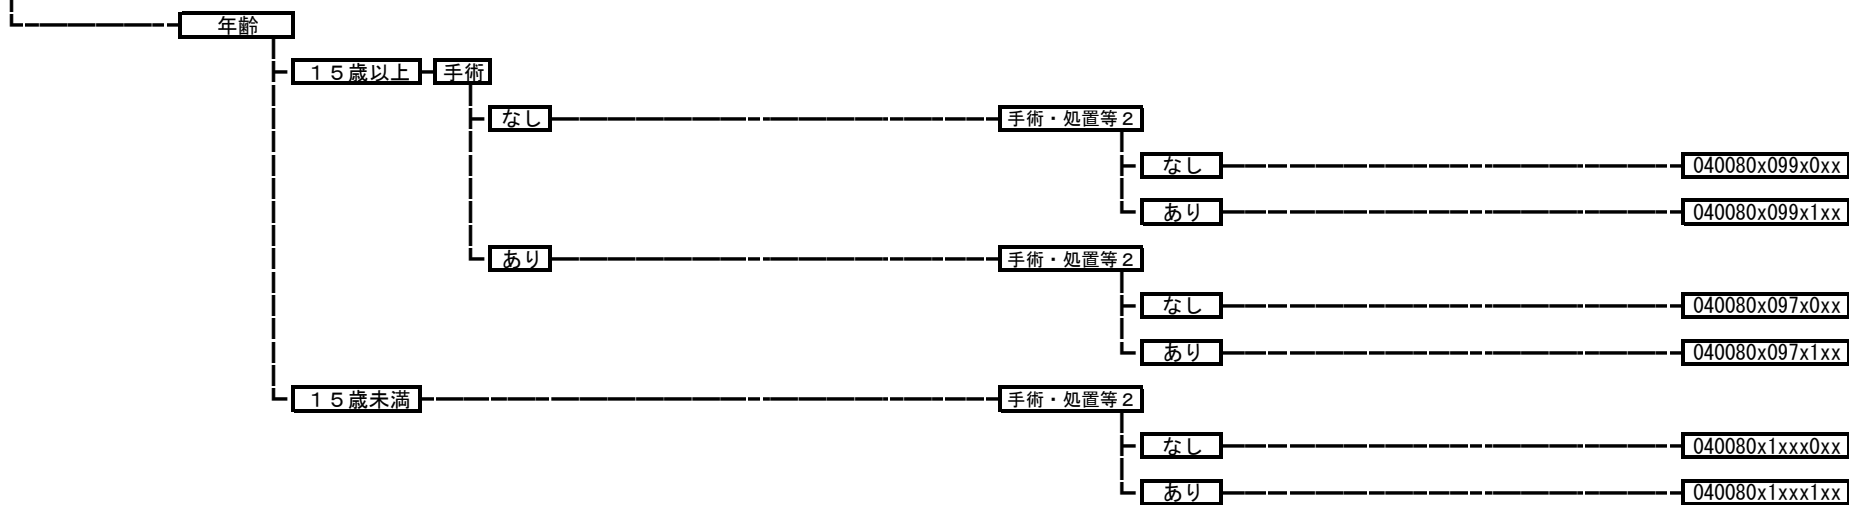 年齢
１５歳以上 手術
なし 手術・処置等２
なし 040080x099x0xx
あり 040080x099x1xx
あり 手術・処置等２
なし 040080x097x0xx
あり 040080x097x1xx
１５歳未満 手術・処置等２
なし 040080x1xxx0xx
あり 040080x1xxx1xx